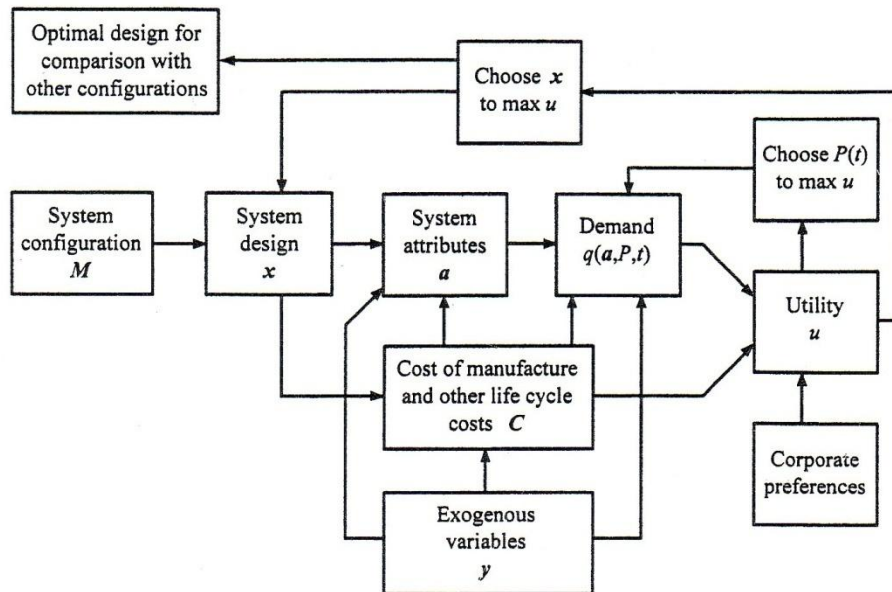 Optimal design for
comparison with
other configurations
Choose x
to max u
Choose P(t)
to max u
System
configuration
M
System
design
x
System
attributes
a
Demand
q(a,P,t)
Utility
u
Cost of manufacture
and other life cycle
costs C
Corporate
preferences
Exogenous
variables
y